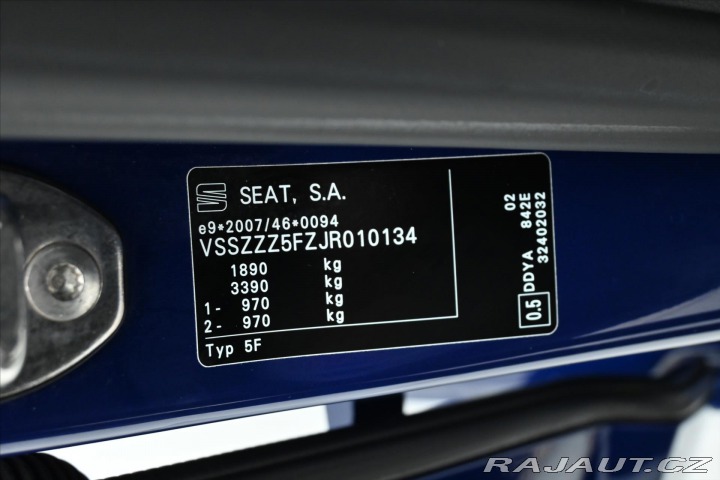 SEAT, S.A.
e9*2007/46*0094
VSSZZZ5FZJR010134
1890 kg
3390 kg
1- 970 kg
2- 970 kg
Typ 5F
0.5
DDYA 842E 02
32402032
RAJAUT.CZ